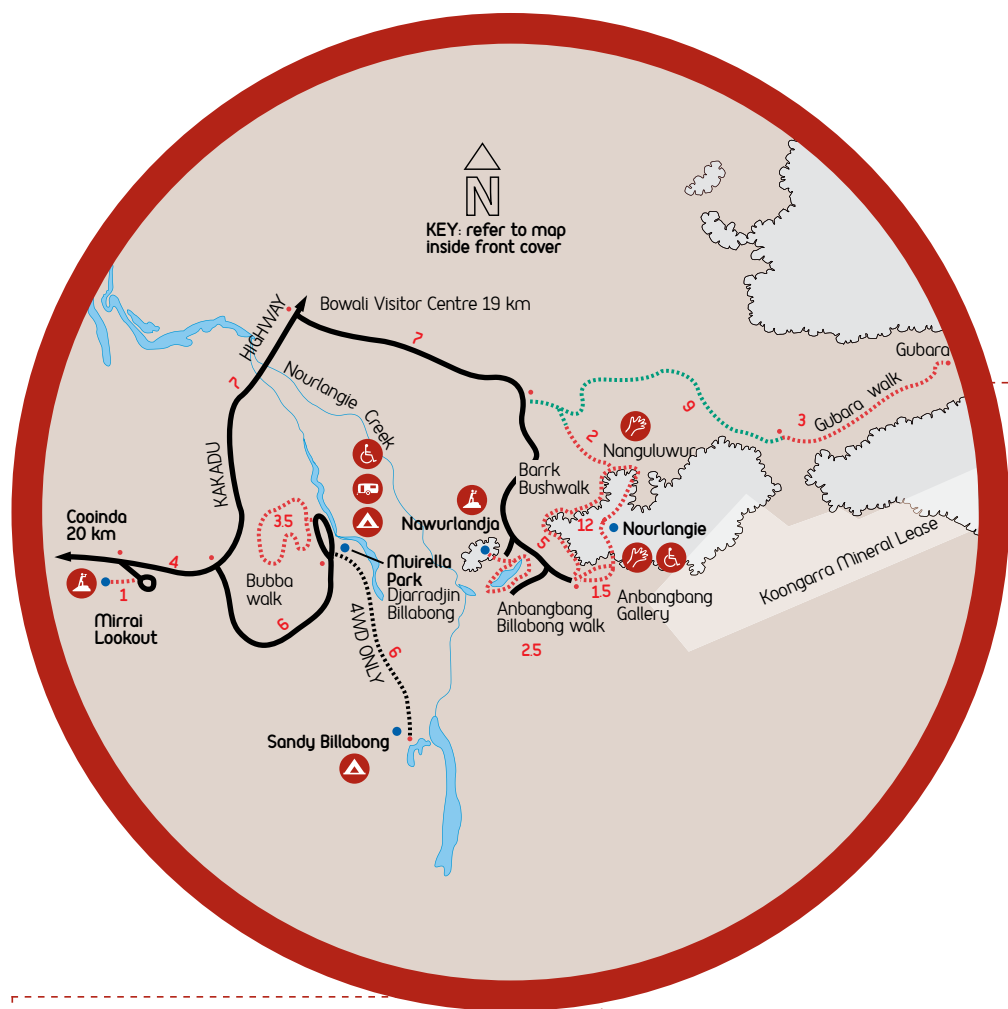 N
KEY: refer to map
inside front cover
Bowali Visitor Centre 19 km
HIGHWAY
7
7
Nourlangie
Creek
KAKADU
Gubara
Gubara walk
3
9
2
Nanguluwur
Barrk
Bushwalk
12
5
Nourlangie
Nawurlandja
Koongarra Mineral Lease
Cooinda
20 km
4
1
Mirrai
Lookout
3.5
Bubba
walk
6
Muirella
Park
Djarradjin
Billabong
4WD ONLY
6
Anbangbang
Billabong walk
2.5
1.5
Anbangbang
Gallery
Sandy Billabong